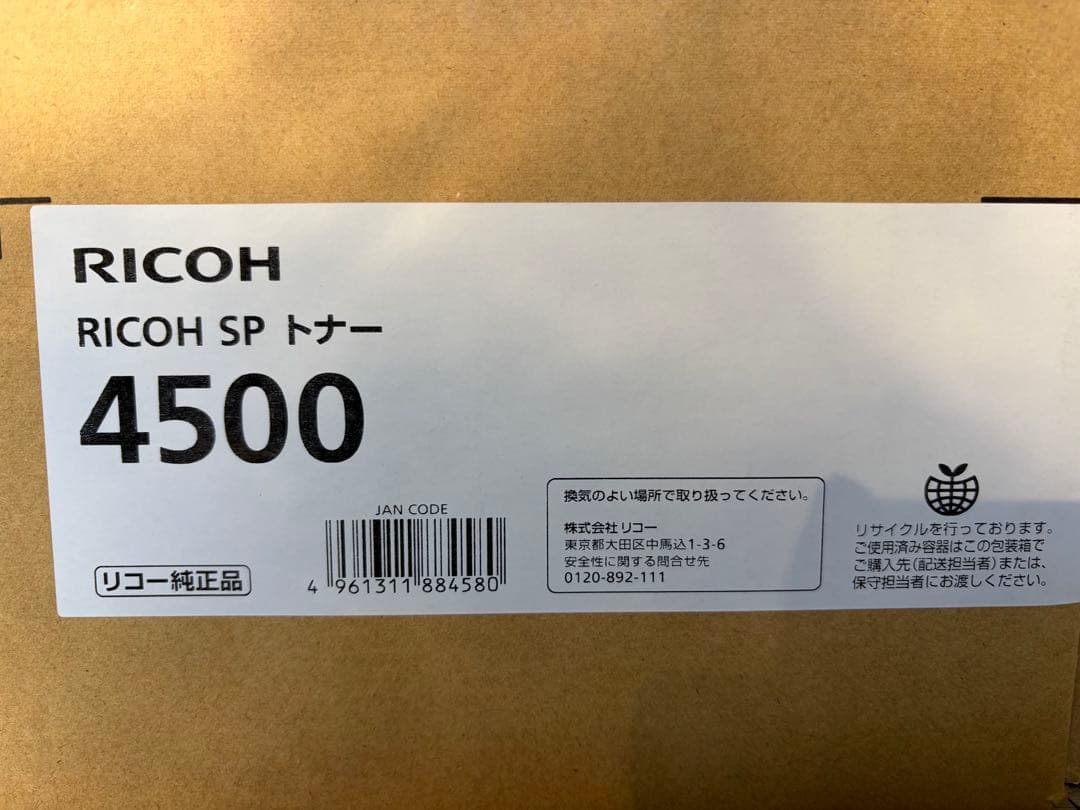 RICOH
RICOH SP トナー
4500
JAN CODE
4 961311 884580
リコー純正品
換気のよい場所で取り扱ってください。
株式会社リコー
東京都大田区中馬込1-3-6
安全性に関する問合せ先
0120-892-111
リサイクルを行っております。
ご使用済み容器はこの包装箱で
ご購入先(配送担当者)または、
保守担当者にお渡しください。